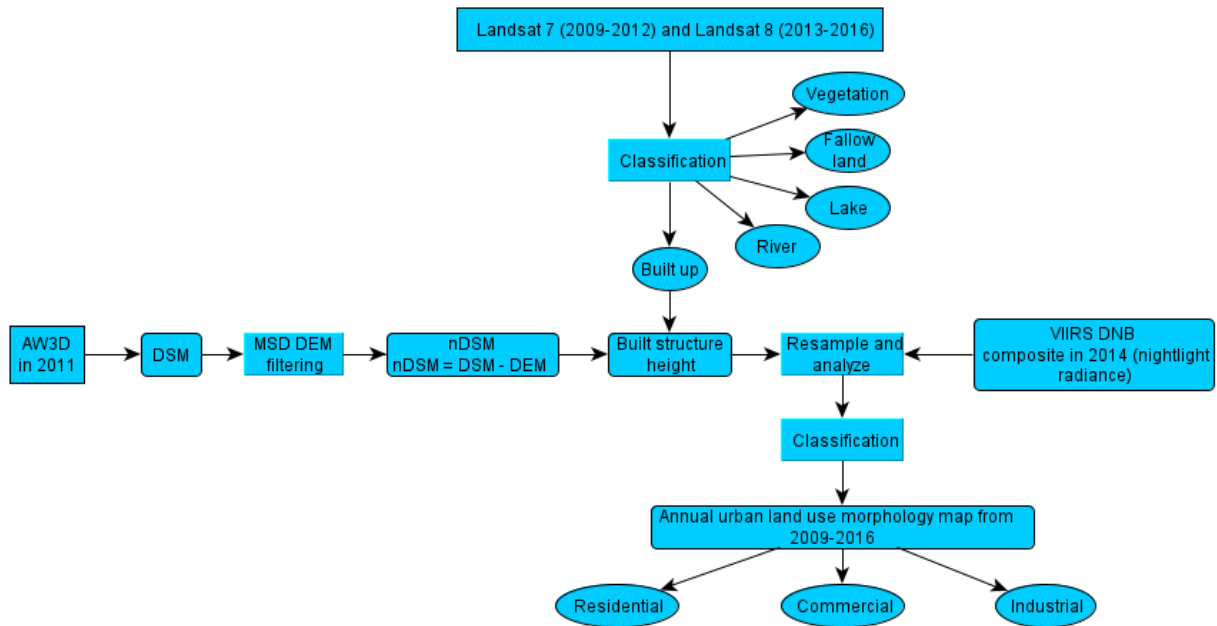 Landsat 7 (2009-2012) and Landsat 8 (2013-2016)
Vegetation
Fallow
land
Classification
Lake
River
Built up
AW3D
in 2011
DSM
MSD DEM
filtering
nDSM
nDSM = DSM - DEM
Built structure
height
Resample and
analyze
VIIRS DNB
composite in 2014 (nightlight
radiance)
Classification
Annual urban land use morphology map from
2009-2016
Residential
Commercial
Industrial